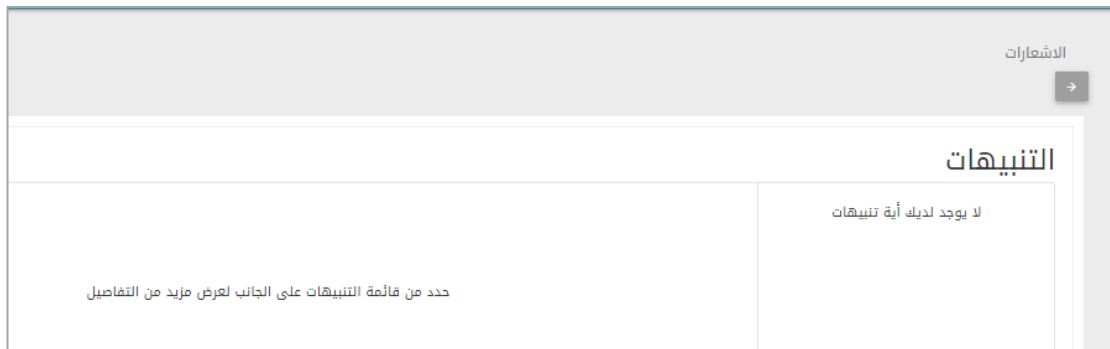 الاشعارات
التنبيهات
لا يوجد لديك أية تنبيهات
حدد من قائمة التنبيهات على الجانب لعرض مزيد من التفاصيل